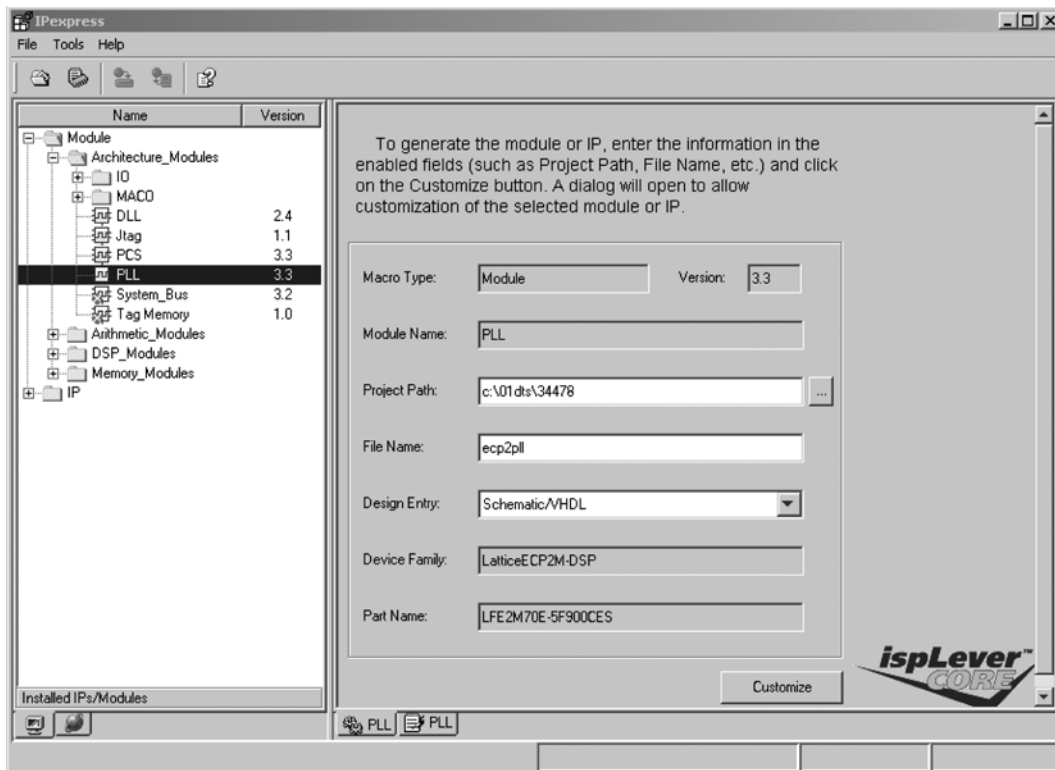 IPexpress
File Tools Help
Name Version
Module
Architecture_Modules
IO
MACO
DLL 2.4
Jtag 1.1
PCS 3.3
PLL 3.3
System_Bus 3.2
Tag Memory 1.0
Arithmetic_Modules
DSP_Modules
Memory_Modules
IP
Installed IPs/Modules
To generate the module or IP, enter the information in the
enabled fields (such as Project Path, File Name, etc.) and click
on the Customize button. A dialog will open to allow
customization of the selected module or IP.
Macro Type: Module Version: 3.3
Module Name: PLL
Project Path: c:\01dts\34478 ...
File Name: ecp2pll
Design Entry: Schematic/VHDL
Device Family: LatticeECP2M-DSP
Part Name: LFE2M70E-5F900CES
ispLever™
CORE
Customize
PLL PLL